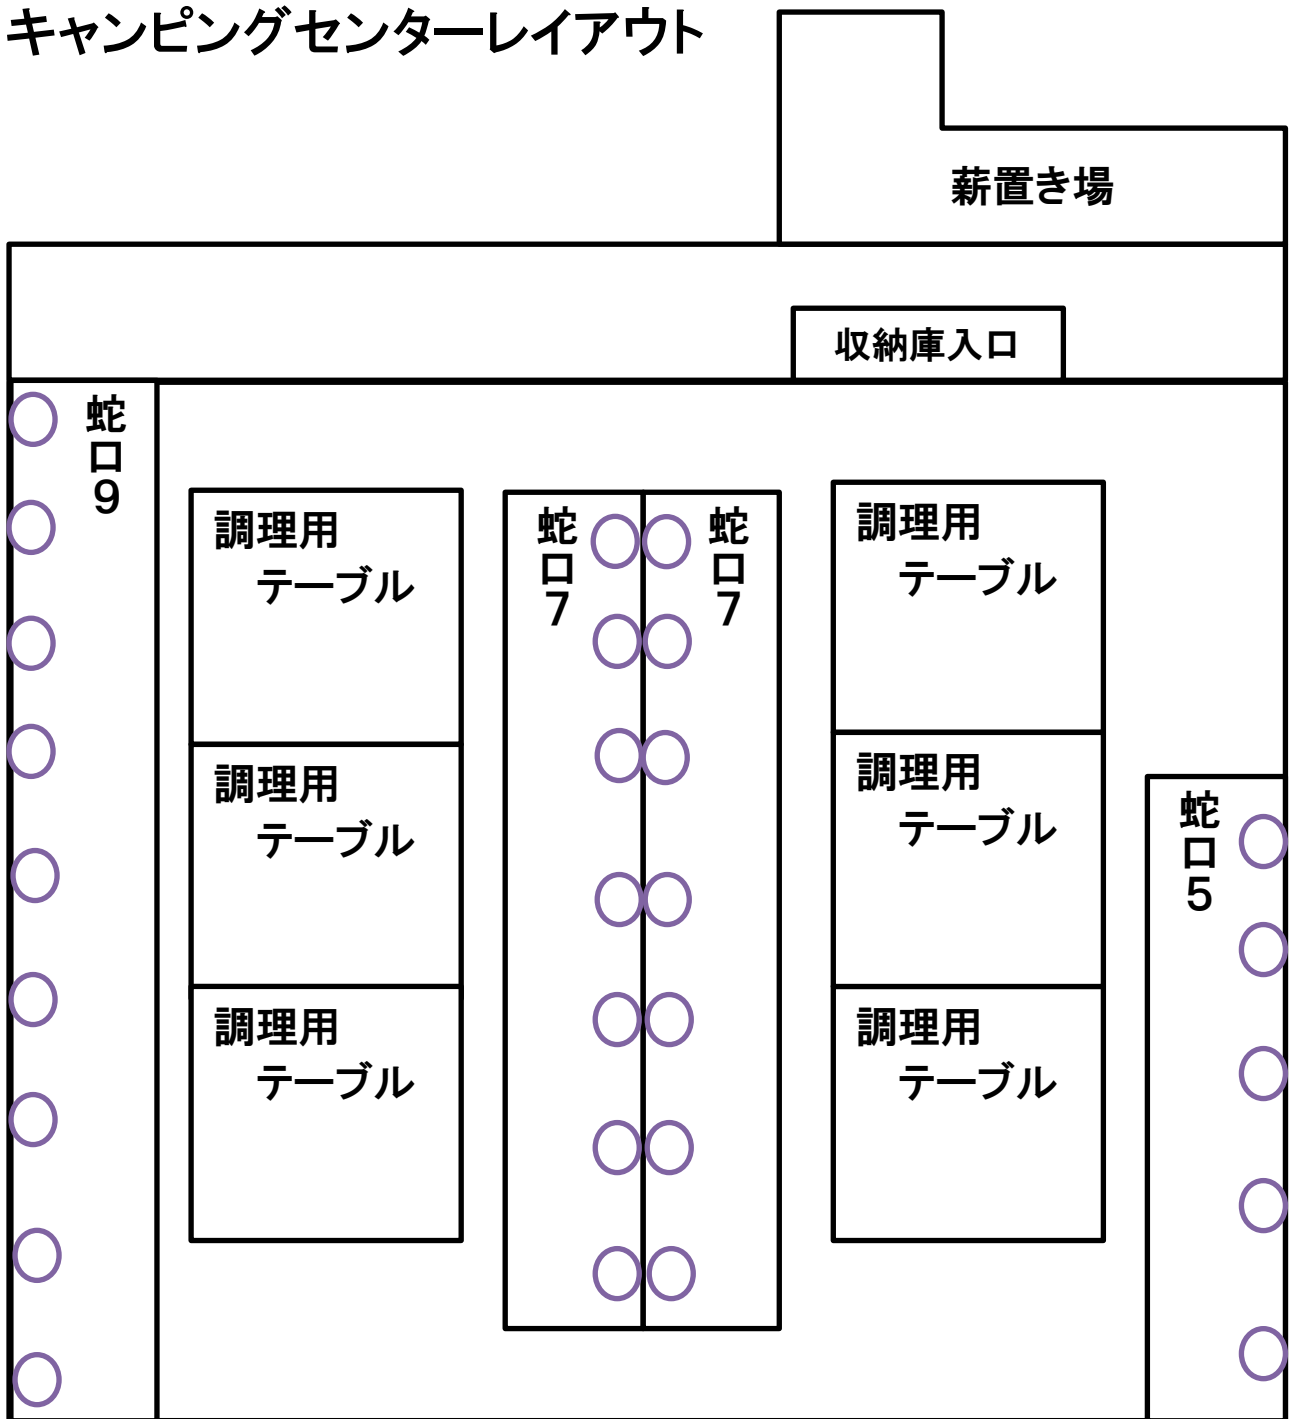 キャンピングセンターレイアウト
薪置き場
収納庫入口
蛇口９
調理用
テーブル
蛇口７
蛇口７
調理用
テーブル
調理用
テーブル
調理用
テーブル
蛇口５
調理用
テーブル
調理用
テーブル